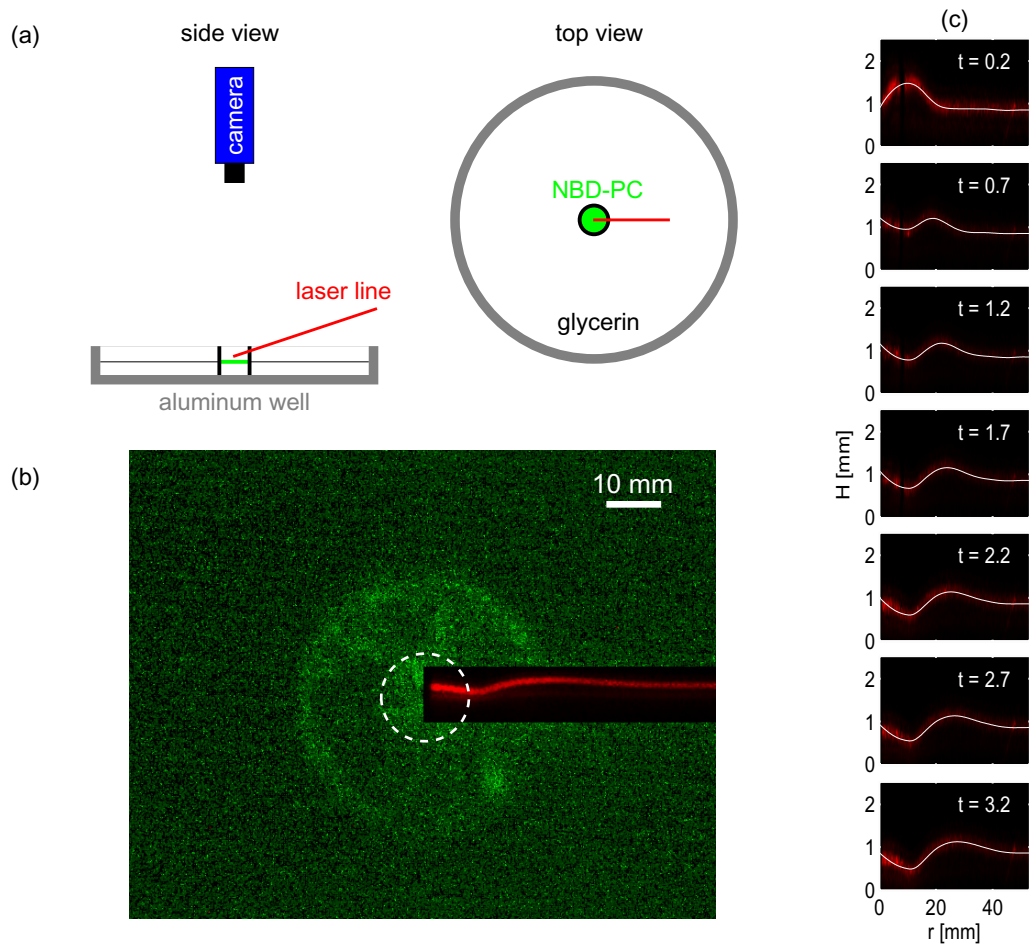 (a)
side view
top view
camera
NBD-PC
laser line
glycerin
aluminum well
(b)
10 mm
(c)
t = 0.2
2
1
0
t = 0.7
2
1
0
t = 1.2
2
1
0
t = 1.7
2
1
0
H [mm]
t = 2.2
2
1
0
t = 2.7
2
1
0
t = 3.2
2
1
0
0 20 40
r [mm]